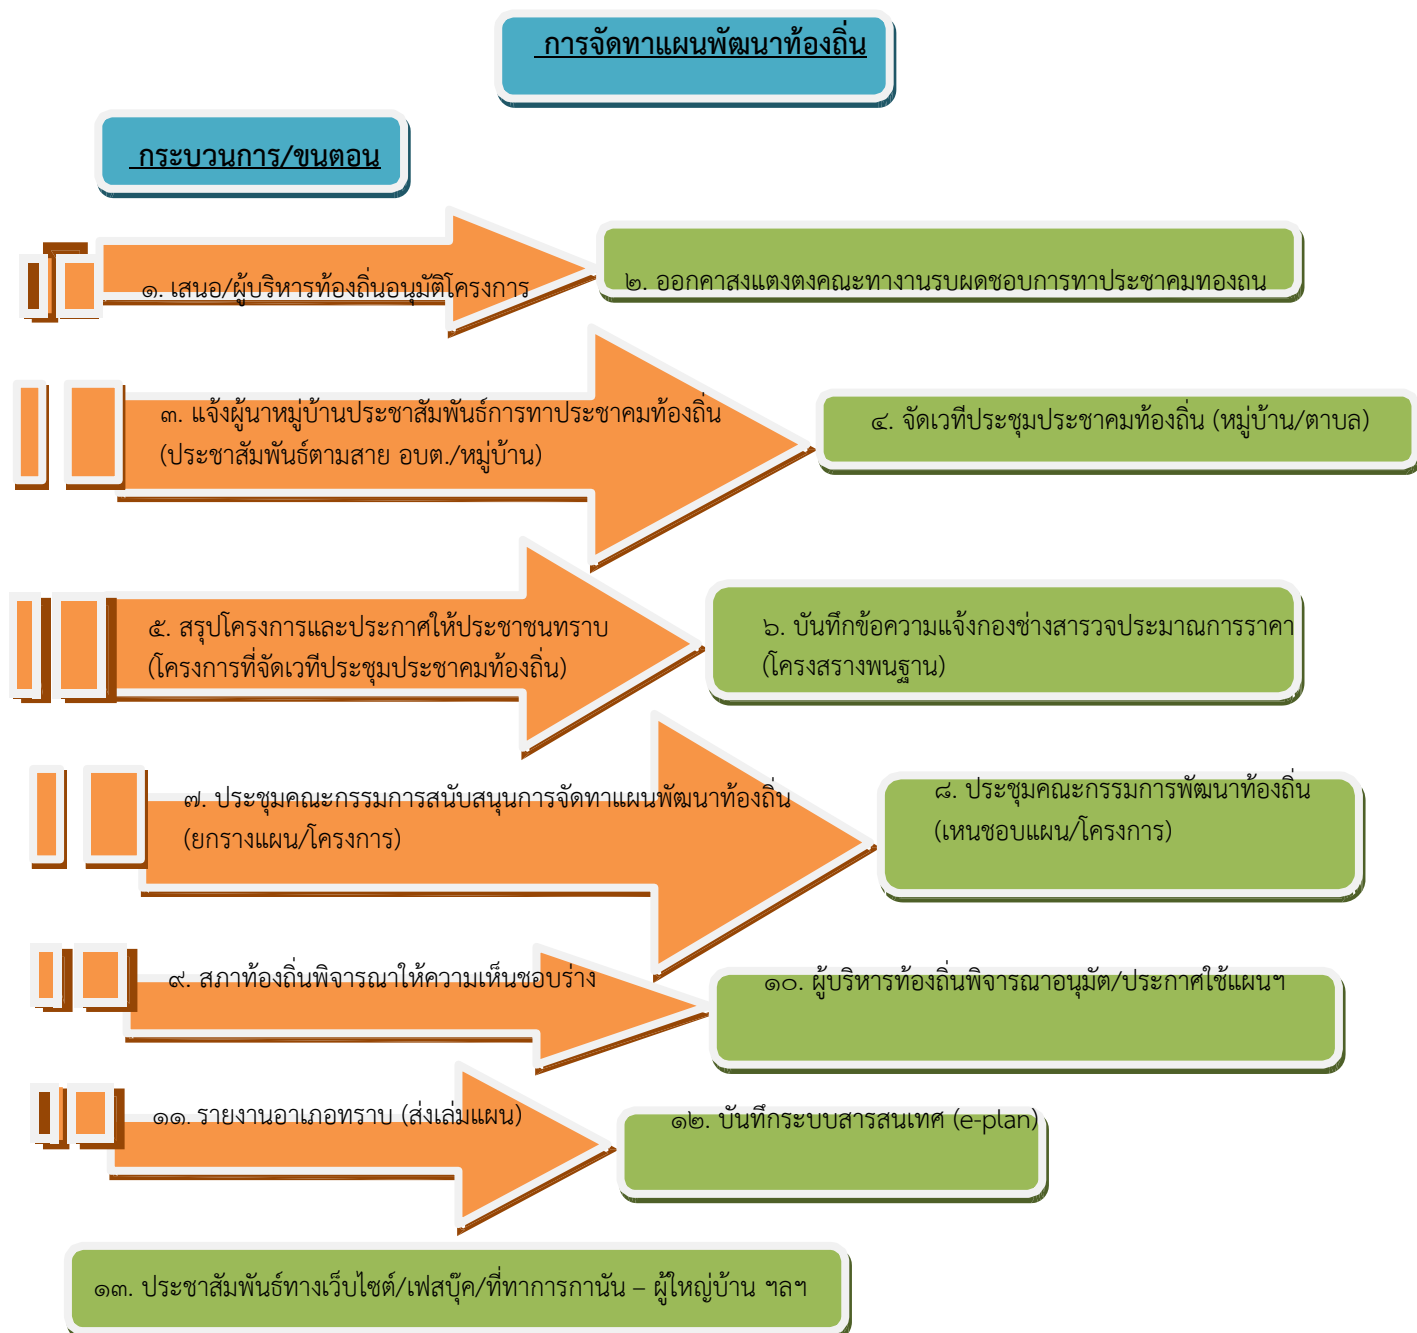 การจัดทาแผนพัฒนาท้องถิ่น
กระบวนการ/ขนตอน
๑. เสนอ/ผู้บริหารท้องถิ่นอนุมัติโครงการ
๒. ออกคาสงแตงตงคณะทางานรบผดชอบการทาประชาคมทองถน
๓. แจ้งผู้นาหมู่บ้านประชาสัมพันธ์การทาประชาคมท้องถิ่น
(ประชาสัมพันธ์ตามสาย อบต./หมู่บ้าน)
๔. จัดเวทีประชุมประชาคมท้องถิ่น (หมู่บ้าน/ตาบล)
๕. สรุปโครงการและประกาศให้ประชาชนทราบ
(โครงการที่จัดเวทีประชุมประชาคมท้องถิ่น)
๖. บันทึกข้อความแจ้งกองช่างสารวจประมาณการราคา
(โครงสรางพนฐาน)
๗. ประชุมคณะกรรมการสนับสนุนการจัดทาแผนพัฒนาท้องถิ่น
(ยกรางแผน/โครงการ)
๘. ประชุมคณะกรรมการพัฒนาท้องถิ่น
(เหนชอบแผน/โครงการ)
๙. สภาท้องถิ่นพิจารณาให้ความเห็นชอบร่าง
๑๐. ผู้บริหารท้องถิ่นพิจารณาอนุมัต/ประกาศใช้แผนฯ
๑๑. รายงานอาเภอทราบ (ส่งเล่มแผน)
๑๒. บันทึกระบบสารสนเทศ (e-plan)
๑๓. ประชาสัมพันธ์ทางเว็บไซต์/เฟสบุ๊ค/ที่ทาการกานัน – ผู้ใหญ่บ้าน ฯลฯ